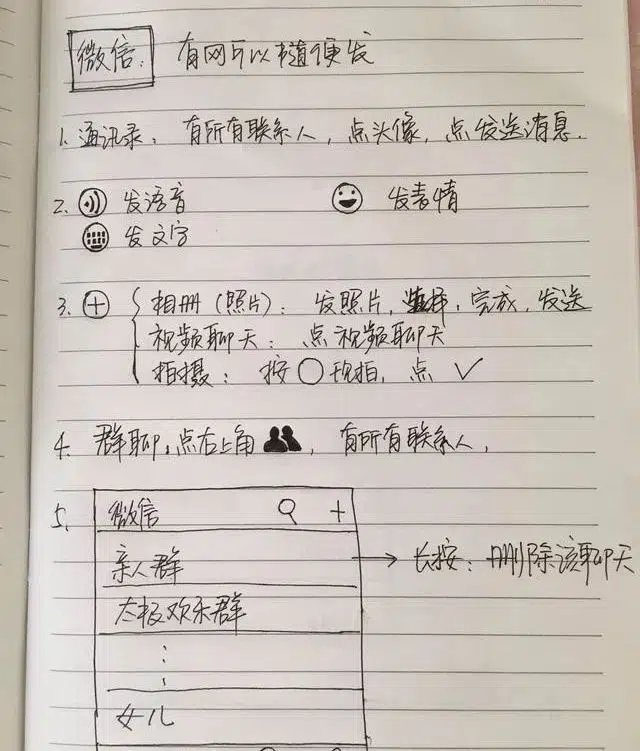 微信: 有网可以随便发
1. 通讯录: 有所有联系人, 点头像, 点发送消息.
2. 发语音 发表情
发文字
3. 相册(照片): 发照片, 选择, 完成, 发送
视频聊天: 点视频聊天
拍摄: 按○现拍, 点✓
4. 群聊, 点右上角 , 有所有联系人,
5.
微信
亲人群 → 长按: 删除该聊天
太极欢乐群
女儿